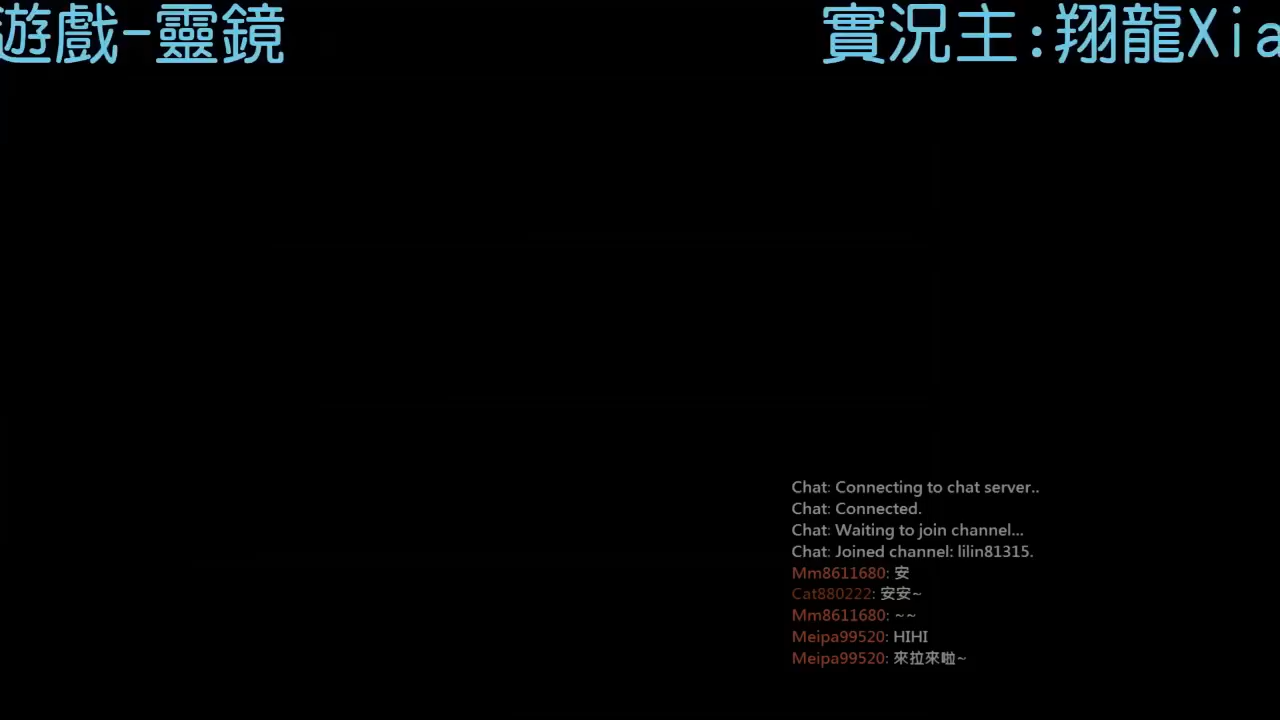 遊戲-靈鏡
實況主:翔龍Xia
Chat: Connecting to chat server..
Chat: Connected.
Chat: Waiting to join channel...
Chat: Joined channel: lilin81315.
Mm8611680: 安
Cat880222: 安安~
Mm8611680: ~~
Meipa99520: HIHI
Meipa99520: 來拉來啦~